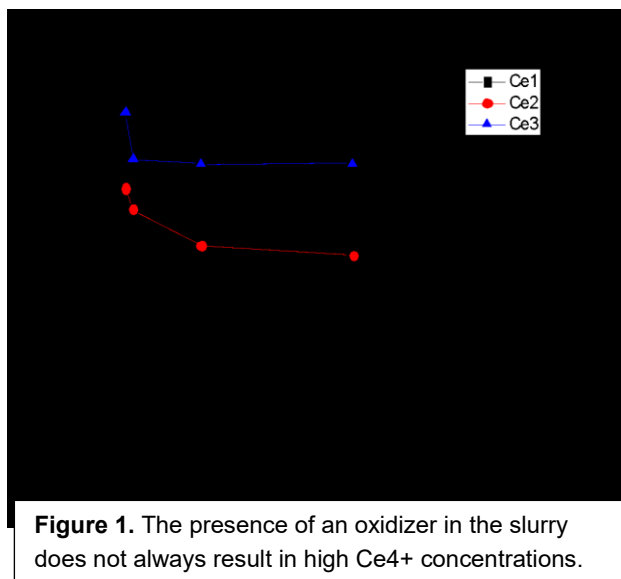 Ce1
Ce2
Ce3
Figure 1. The presence of an oxidizer in the slurry
does not always result in high Ce4+ concentrations.